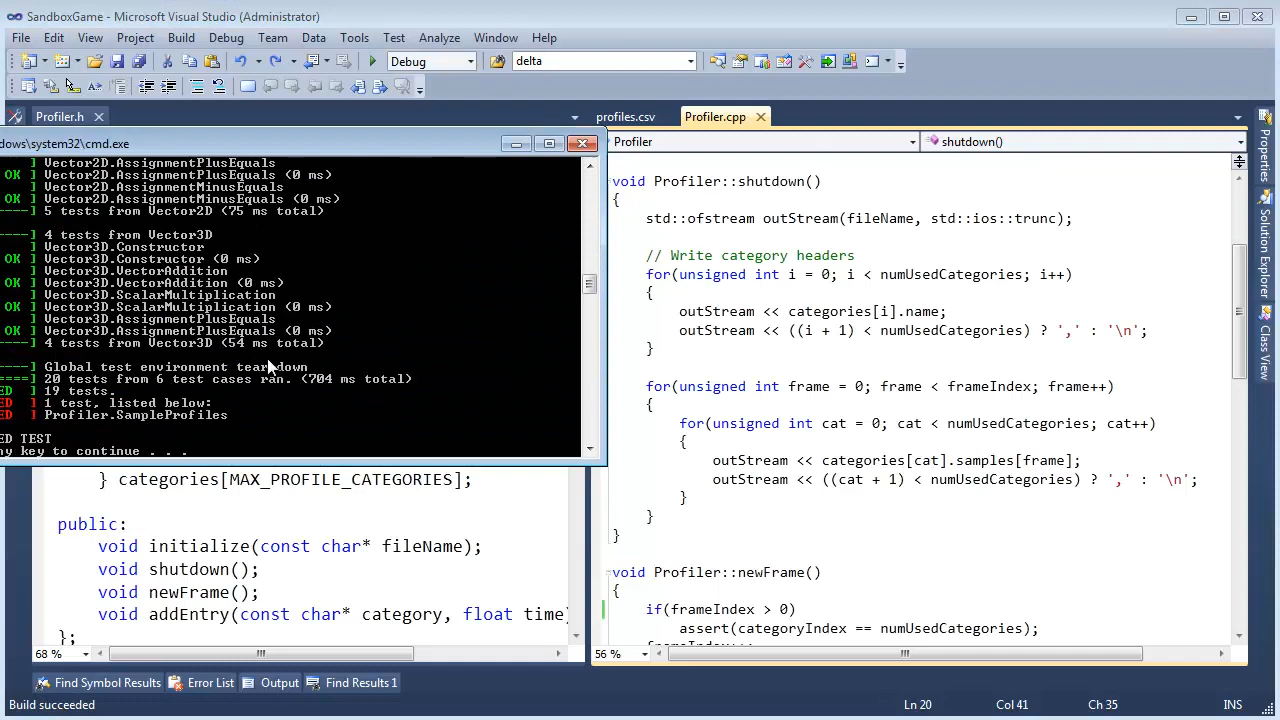 SandboxGame - Microsoft Visual Studio (Administrator)
File Edit View Project Build Debug Team Data Tools Test Analyze Window Help
Debug delta
Profiler.h profiles.csv Profiler.cpp
dows\system32\cmd.exe
] Vector2D.AssignmentPlusEquals
OK ] Vector2D.AssignmentPlusEquals (0 ms)
] Vector2D.AssignmentMinusEquals
OK ] Vector2D.AssignmentMinusEquals (0 ms)
----] 5 tests from Vector2D (75 ms total)
----] 4 tests from Vector3D
] Vector3D.Constructor
OK ] Vector3D.Constructor (0 ms)
] Vector3D.VectorAddition
OK ] Vector3D.VectorAddition (0 ms)
] Vector3D.ScalarMultiplication
OK ] Vector3D.ScalarMultiplication (0 ms)
] Vector3D.AssignmentPlusEquals
OK ] Vector3D.AssignmentPlusEquals (0 ms)
----] 4 tests from Vector3D (54 ms total)
----] Global test environment tear-down
====] 20 tests from 6 test cases ran. (704 ms total)
ED ] 19 tests.
ED ] 1 test, listed below:
ED ] Profiler.SampleProfiles
ED TEST
ny key to continue . . .
} categories[MAX_PROFILE_CATEGORIES];
public:
void initialize(const char* fileName);
void shutdown();
void newFrame();
void addEntry(const char* category, float time)
};
68 %
Profiler shutdown()
void Profiler::shutdown()
{
std::ofstream outStream(fileName, std::ios::trunc);
// Write category headers
for(unsigned int i = 0; i < numUsedCategories; i++)
{
outStream << categories[i].name;
outStream << ((i + 1) < numUsedCategories) ? ',' : '\n';
}
for(unsigned int frame = 0; frame < frameIndex; frame++)
{
for(unsigned int cat = 0; cat < numUsedCategories; cat++)
{
outStream << categories[cat].samples[frame];
outStream << ((cat + 1) < numUsedCategories) ? ',' : '\n';
}
}
}
void Profiler::newFrame()
{
if(frameIndex > 0)
assert(categoryIndex == numUsedCategories);
56 %
Properties
Solution Explorer
Class View
Find Symbol Results Error List Output Find Results 1
Build succeeded Ln 20 Col 41 Ch 35 INS